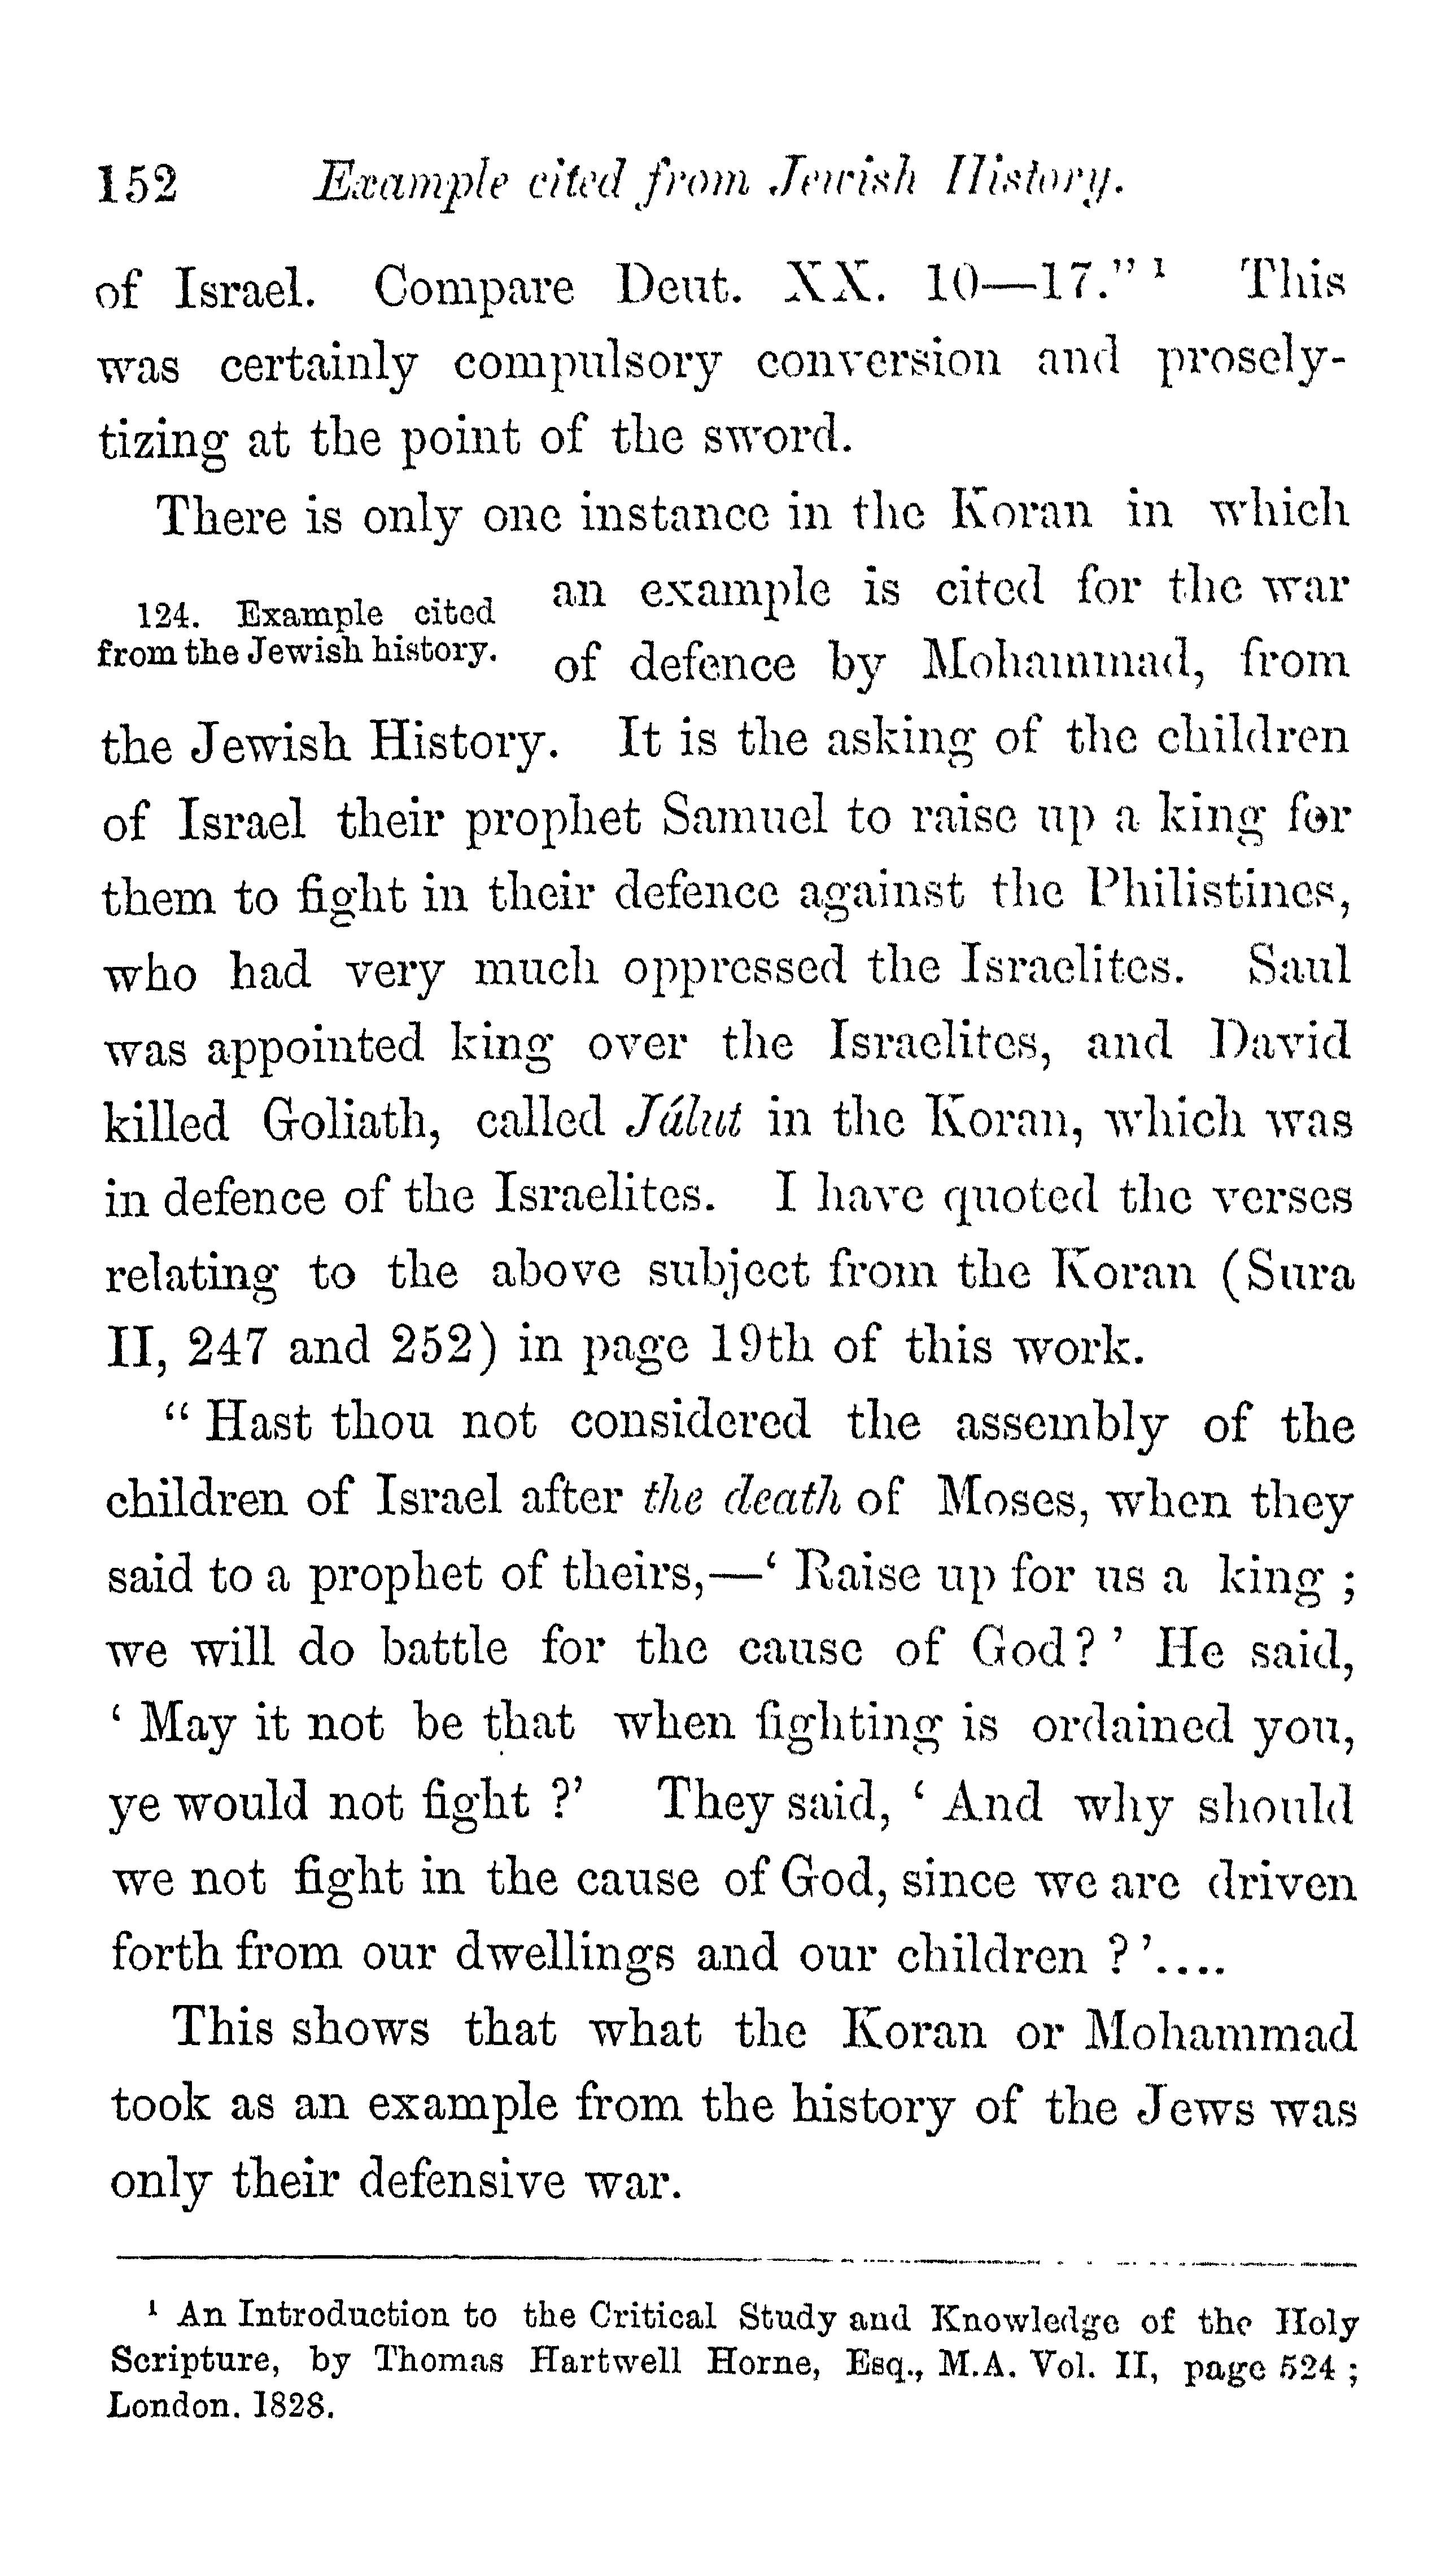 152 Example cited from Jewish History.
of Israel. Compare Deut. XX. 10—17." ¹ This
was certainly compulsory conversion and prosely-
tizing at the point of the sword.
There is only one instance in the Koran in which
124. Example cited
from the Jewish history.
an example is cited for the war
of defence by Mohammad, from
the Jewish History. It is the asking of the children
of Israel their prophet Samuel to raise up a king for
them to fight in their defence against the Philistines,
who had very much oppressed the Israelites. Saul
was appointed king over the Israelites, and David
killed Goliath, called Jálut in the Koran, which was
in defence of the Israelites. I have quoted the verses
relating to the above subject from the Koran (Sura
II, 247 and 252) in page 19th of this work.
“ Hast thou not considered the assembly of the
children of Israel after the death of Moses, when they
said to a prophet of theirs,—‘ Raise up for us a king ;
we will do battle for the cause of God? ’ He said,
‘ May it not be that when fighting is ordained you,
ye would not fight ?’ They said, ‘ And why should
we not fight in the cause of God, since we are driven
forth from our dwellings and our children ? ’....
This shows that what the Koran or Mohammad
took as an example from the history of the Jews was
only their defensive war.
¹ An Introduction to the Critical Study and Knowledge of the Holy
Scripture, by Thomas Hartwell Horne, Esq., M.A. Vol. II, page 524 ;
London. 1828.